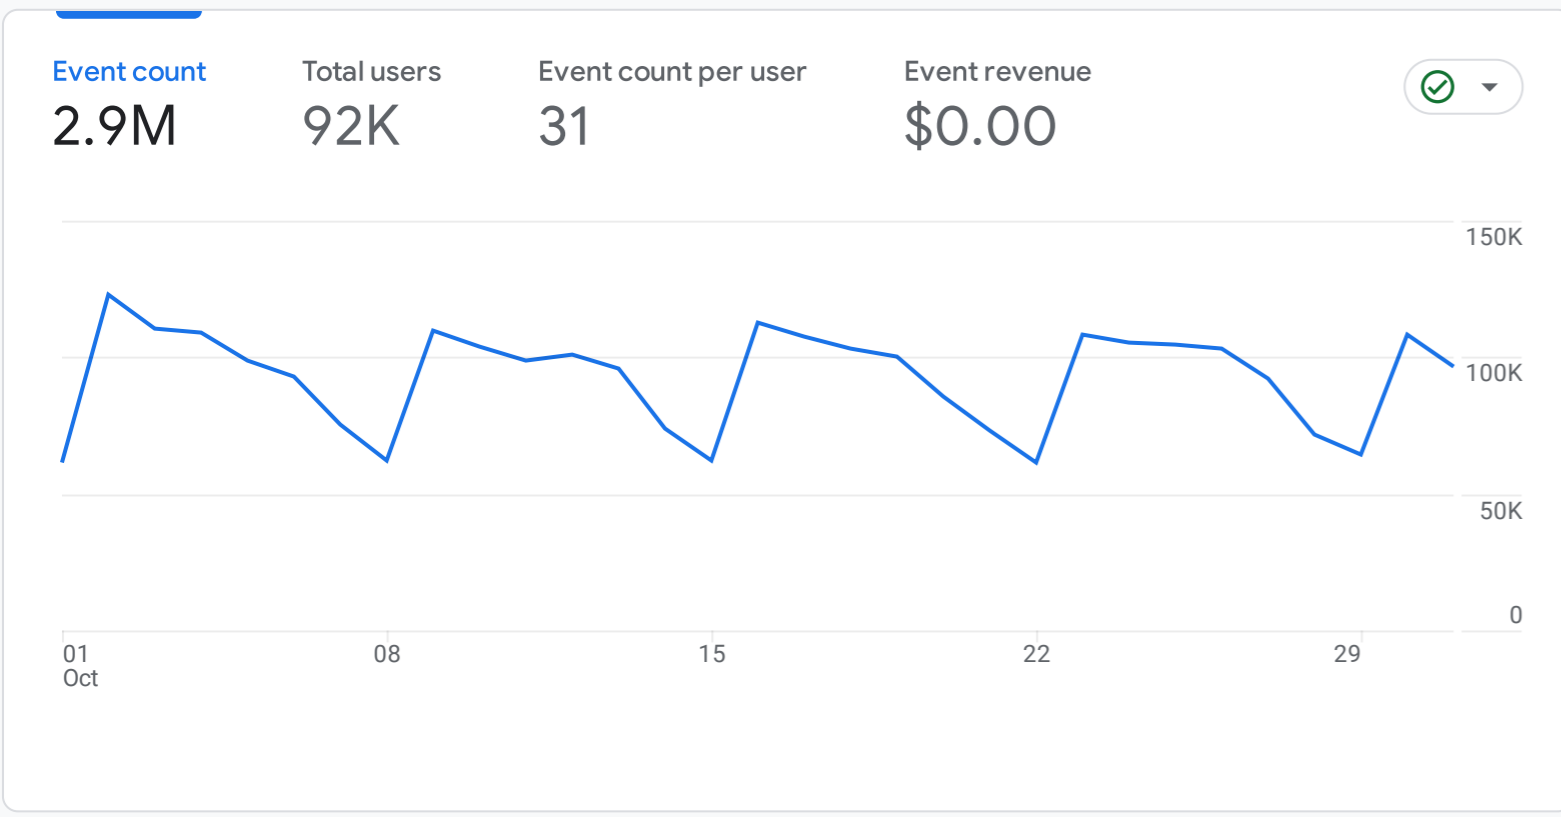 Event count
2.9M
Total users
92K
Event count per user
31
Event revenue
$0.00
150K
100K
50K
0
01
Oct
08
15
22
29